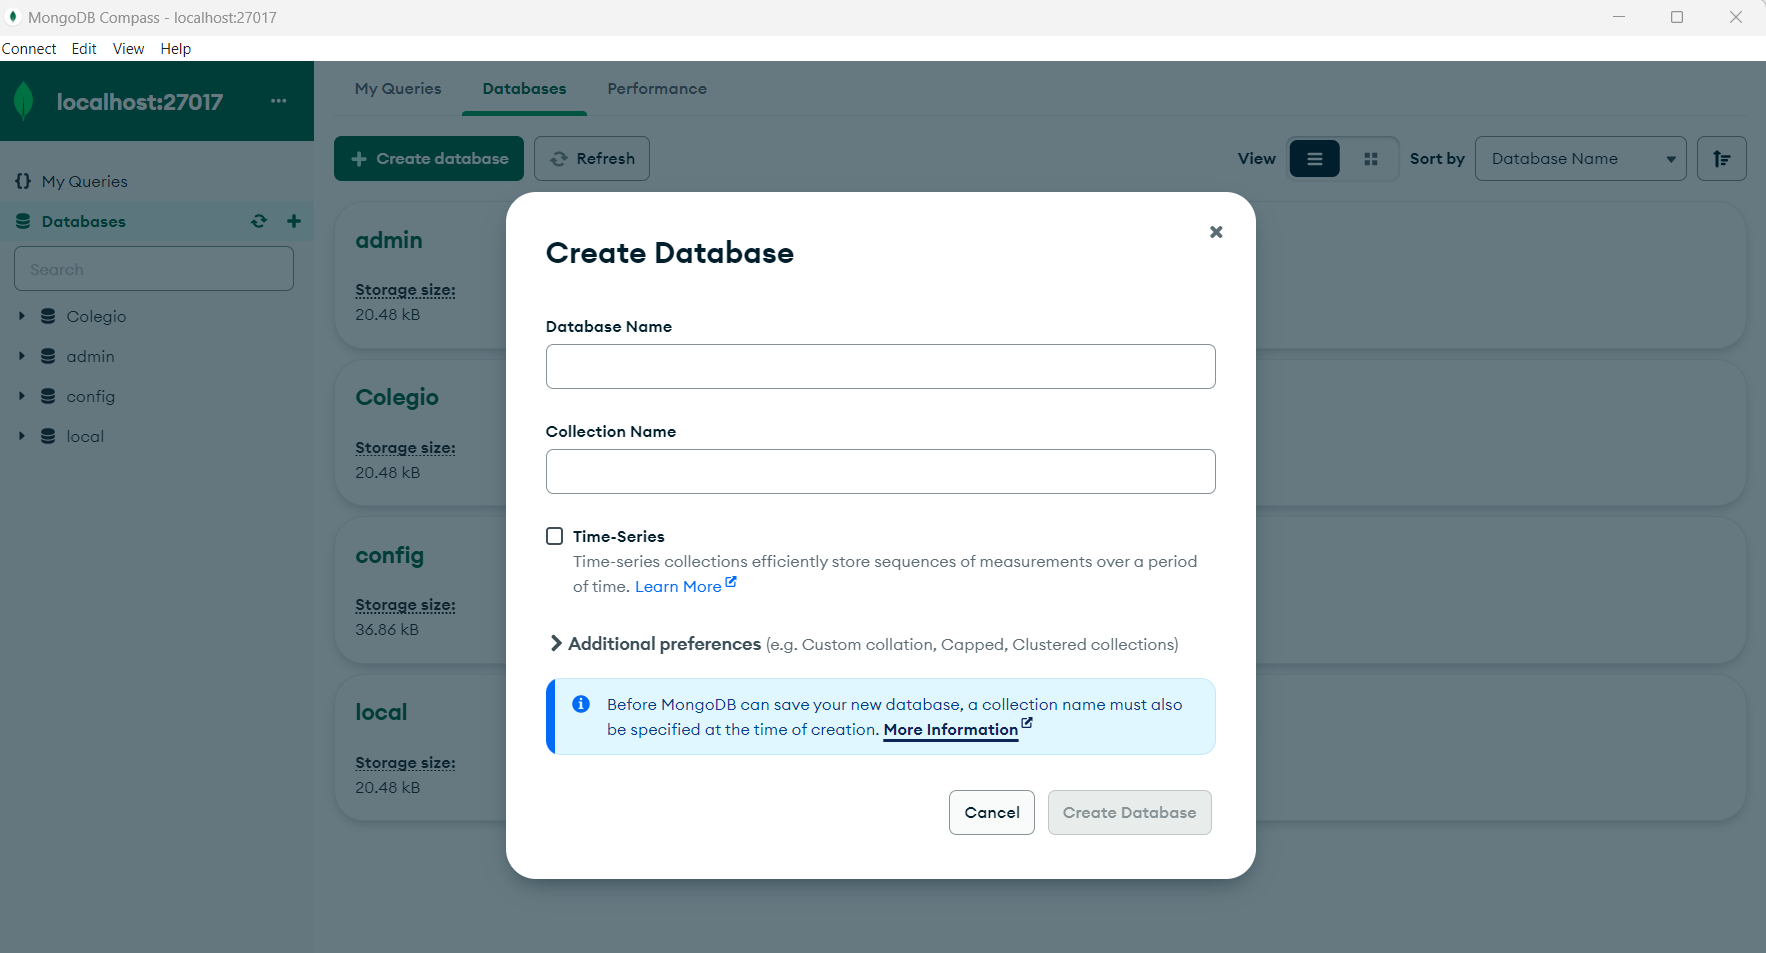 MongoDB Compass - localhost:27017
Connect Edit View Help
localhost:27017
My Queries Databases Performance
Create database Refresh
View Sort by Database Name
My Queries
Databases
Search
Colegio
admin
config
local
admin
Storage size:
20.48 kB
Colegio
Storage size:
20.48 kB
config
Storage size:
36.86 kB
local
Storage size:
20.48 kB
Create Database
Database Name
Collection Name
Time-Series
Time-series collections efficiently store sequences of measurements over a period
of time. Learn More
Additional preferences (e.g. Custom collation, Capped, Clustered collections)
Before MongoDB can save your new database, a collection name must also
be specified at the time of creation. More Information
Cancel Create Database